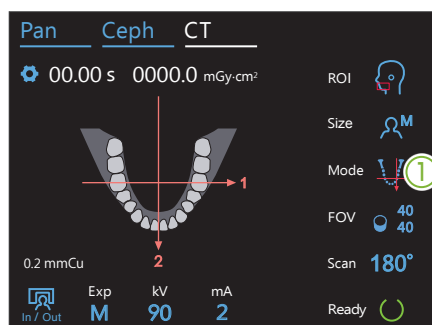 Pan Ceph CT
00.00 s 0000.0 mGy·cm²
ROI
Size M
1
Mode 1
FOV 40
40
0.2 mmCu 2
Scan 180°
Exp kV mA
In / Out M 90 2
Ready